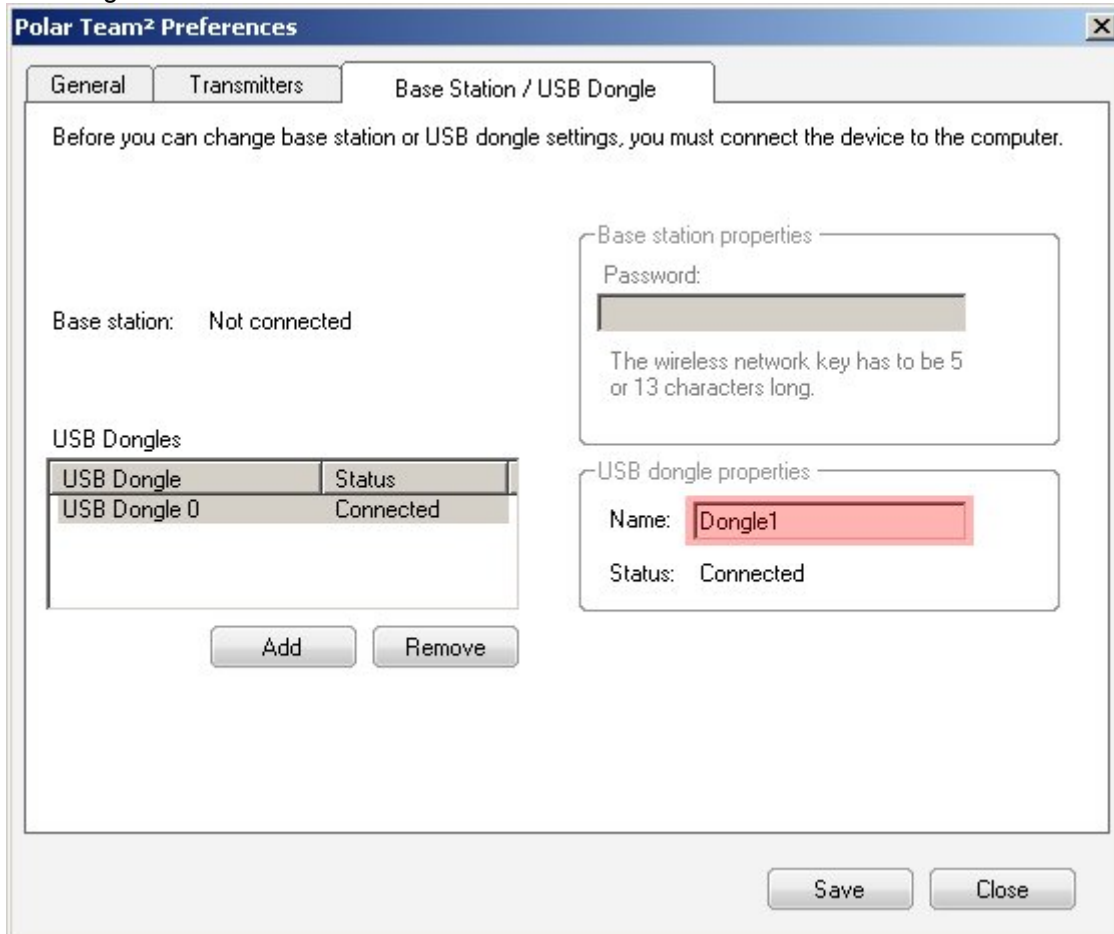 Polar Team² Preferences
General Transmitters Base Station / USB Dongle
Before you can change base station or USB dongle settings, you must connect the device to the computer.
Base station properties
Password:
Base station: Not connected
The wireless network key has to be 5
or 13 characters long.
USB Dongles
USB Dongle Status
USB Dongle 0 Connected
USB dongle properties
Name: Dongle1
Status: Connected
Add Remove
Save Close